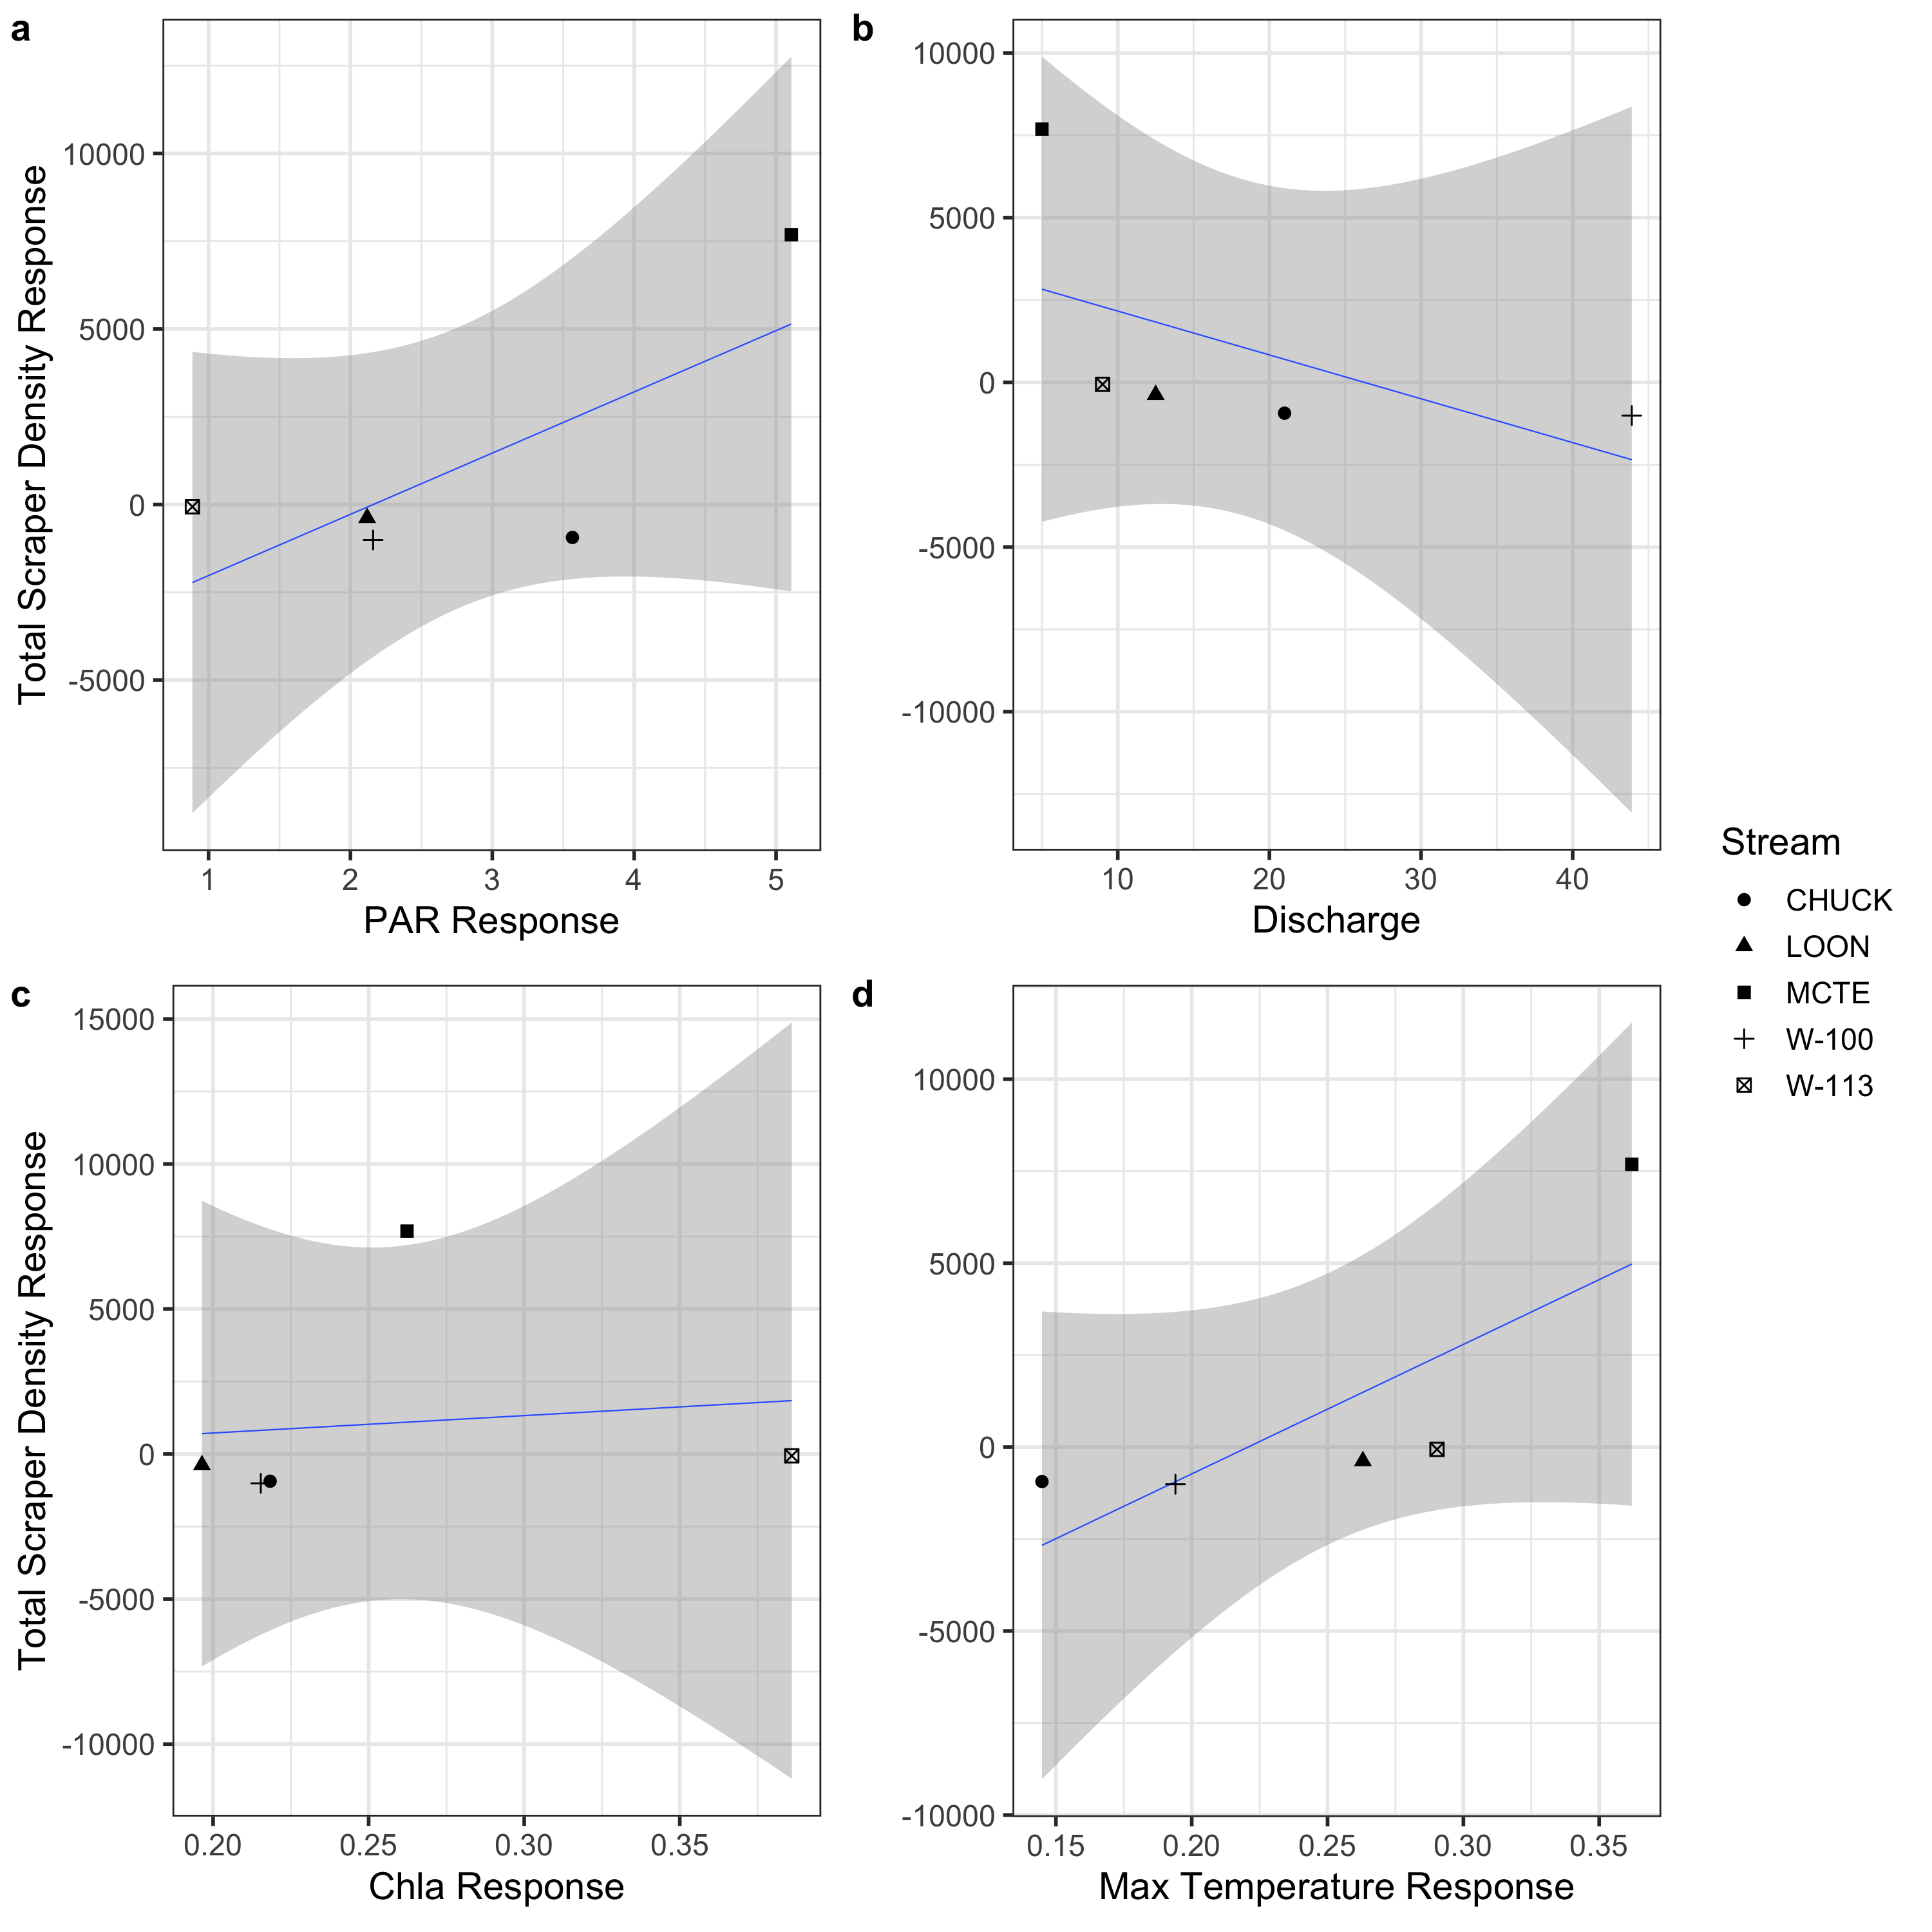 a
10000
5000
0
-5000
Total Scraper Density Response
1 2 3 4 5
PAR Response
b
10000
5000
0
-5000
-10000
10 20 30 40
Discharge
c
15000
10000
5000
0
-5000
-10000
Total Scraper Density Response
0.20 0.25 0.30 0.35
Chla Response
d
10000
5000
0
-5000
-10000
0.15 0.20 0.25 0.30 0.35
Max Temperature Response
Stream
CHUCK
LOON
MCTE
W-100
W-113